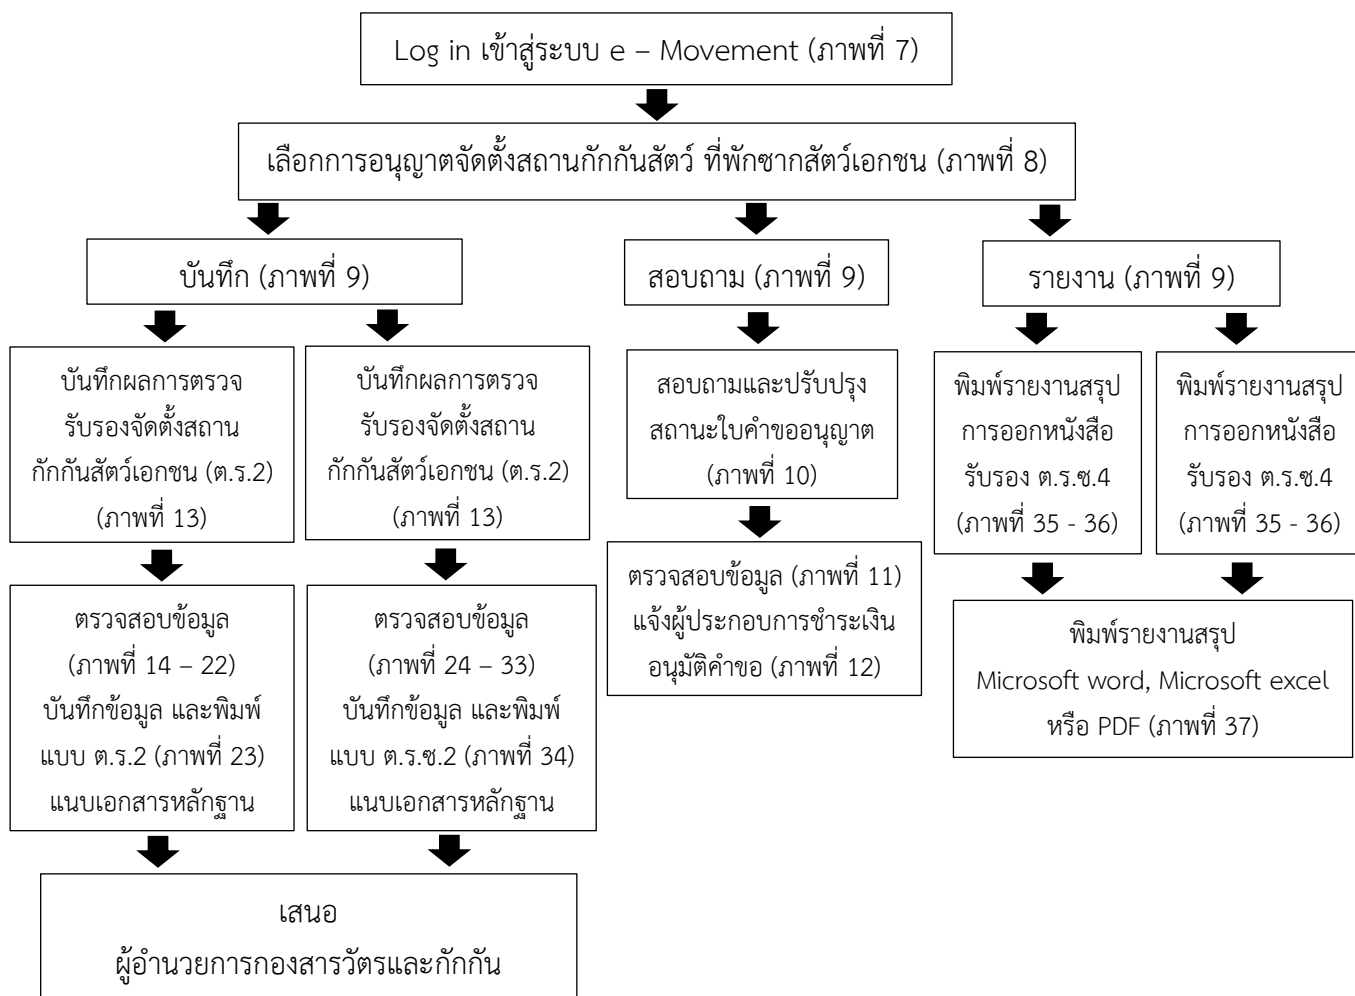 Log in เข้าสู่ระบบ e – Movement (ภาพที่ 7)
เลือกการอนุญาตจัดตั้งสถานกักกันสัตว์ ที่พักซากสัตว์เอกชน (ภาพที่ 8)
บันทึก (ภาพที่ 9)
สอบถาม (ภาพที่ 9)
รายงาน (ภาพที่ 9)
บันทึกผลการตรวจ
รับรองจัดตั้งสถาน
กักกันสัตว์เอกชน (ต.ร.2)
(ภาพที่ 13)
บันทึกผลการตรวจ
รับรองจัดตั้งสถาน
กักกันสัตว์เอกชน (ต.ร.2)
(ภาพที่ 13)
สอบถามและปรับปรุง
สถานะใบคำขออนุญาต
(ภาพที่ 10)
พิมพ์รายงานสรุป
การออกหนังสือ
รับรอง ต.ร.ซ.4
(ภาพที่ 35 - 36)
พิมพ์รายงานสรุป
การออกหนังสือ
รับรอง ต.ร.ซ.4
(ภาพที่ 35 - 36)
ตรวจสอบข้อมูล
(ภาพที่ 14 – 22)
บันทึกข้อมูล และพิมพ์
แบบ ต.ร.2 (ภาพที่ 23)
แนบเอกสารหลักฐาน
ตรวจสอบข้อมูล
(ภาพที่ 24 – 33)
บันทึกข้อมูล และพิมพ์
แบบ ต.ร.ซ.2 (ภาพที่ 34)
แนบเอกสารหลักฐาน
ตรวจสอบข้อมูล (ภาพที่ 11)
แจ้งผู้ประกอบการชำระเงิน
อนุมัติคำขอ (ภาพที่ 12)
พิมพ์รายงานสรุป
Microsoft word, Microsoft excel
หรือ PDF (ภาพที่ 37)
เสนอ
ผู้อำนวยการกองสารวัตรและกักกัน